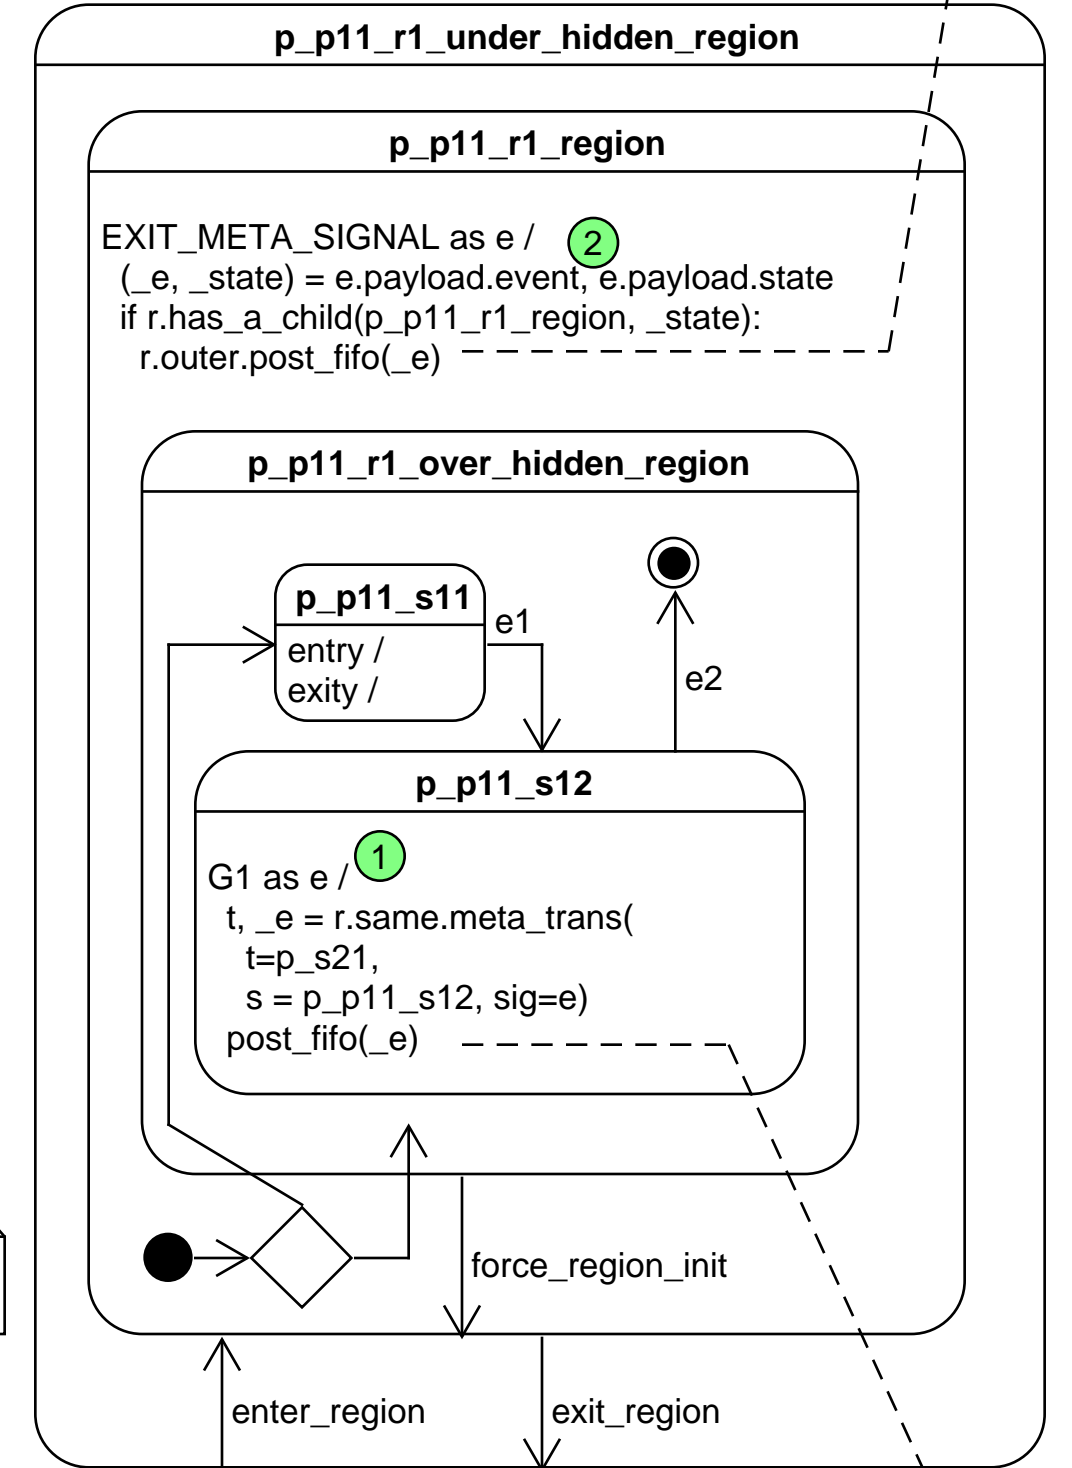 p_p11_r1_under_hidden_region
p_p11_r1_region
EXIT_META_SIGNAL as e /
2
(_e, _state) = e.payload.event, e.payload.state
if r.has_a_child(p_p11_r1_region, _state):
r.outer.post_fifo(_e)
p_p11_r1_over_hidden_region
p_p11_s11
entry /
exity /
e1
e2
p_p11_s12
1
G1 as e /
t, _e = r.same.meta_trans(
t=p_s21,
s = p_p11_s12, sig=e)
post_fifo(_e)
force_region_init
enter_region
exit_region